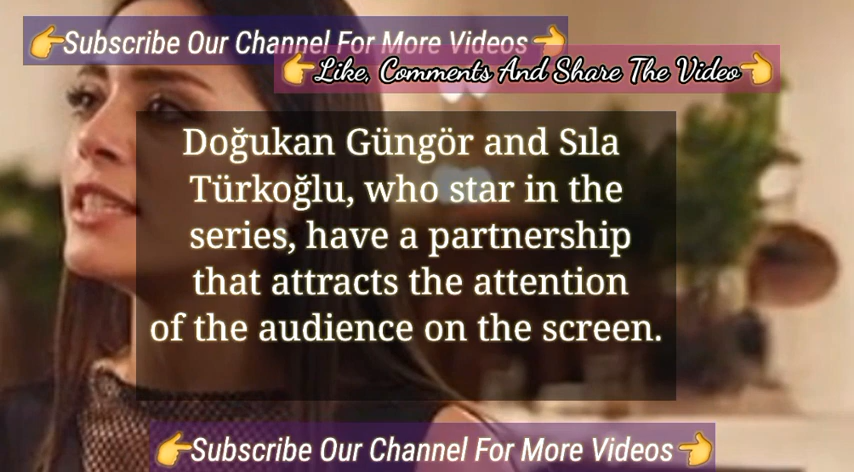 👉Subscribe Our Channel For More Videos👈
👉Like, Comments And Share The Video👈
Doğukan Güngör and Sıla
Türkoğlu, who star in the
series, have a partnership
that attracts the attention
of the audience on the screen.
👉Subscribe Our Channel For More Videos👈